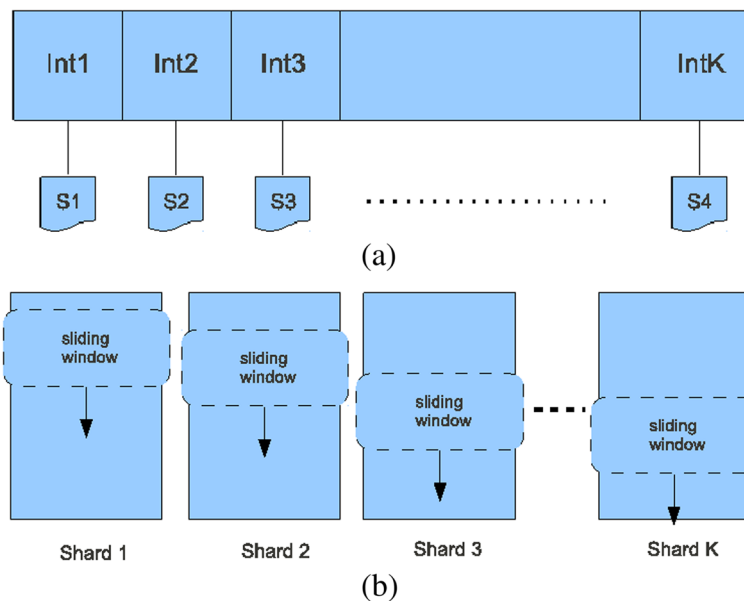 Int1 Int2 Int3 IntK
S1 S2 S3 S4
(a)
sliding
window
sliding
window
sliding
window
sliding
window
Shard 1 Shard 2 Shard 3 Shard K
(b)